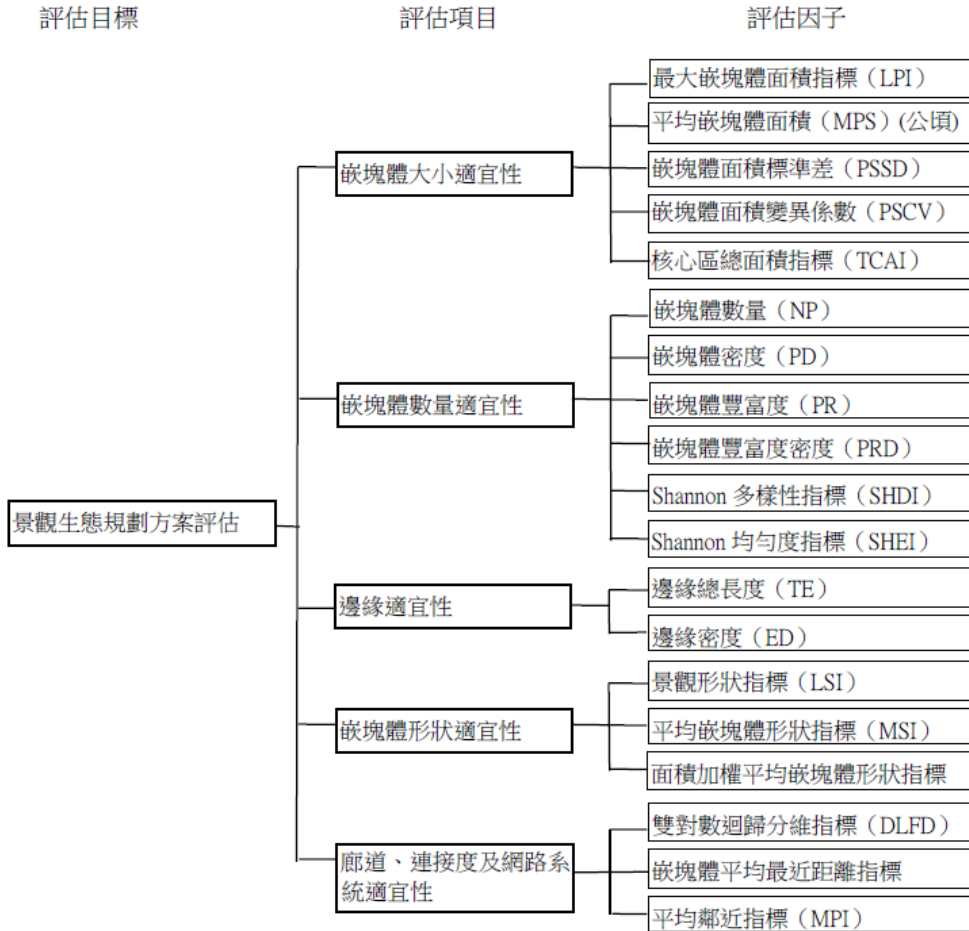 評估目標
評估項目
評估因子
景觀生態規劃方案評估
嵌塊體大小適宜性
最大嵌塊體面積指標（LPI）
平均嵌塊體面積（MPS）(公頃)
嵌塊體面積標準差（PSSD）
嵌塊體面積變異係數（PSCV）
核心區總面積指標（TCAI）
嵌塊體數量適宜性
嵌塊體數量（NP）
嵌塊體密度（PD）
嵌塊體豐富度（PR）
嵌塊體豐富度密度（PRD）
Shannon 多樣性指標（SHDI）
Shannon 均勻度指標（SHEI）
邊緣適宜性
邊緣總長度（TE）
邊緣密度（ED）
嵌塊體形狀適宜性
景觀形狀指標（LSI）
平均嵌塊體形狀指標（MSI）
面積加權平均嵌塊體形狀指標
廊道、連接度及網路系
統適宜性
雙對數迴歸分維指標（DLFD）
嵌塊體平均最近距離指標
平均鄰近指標（MPI）